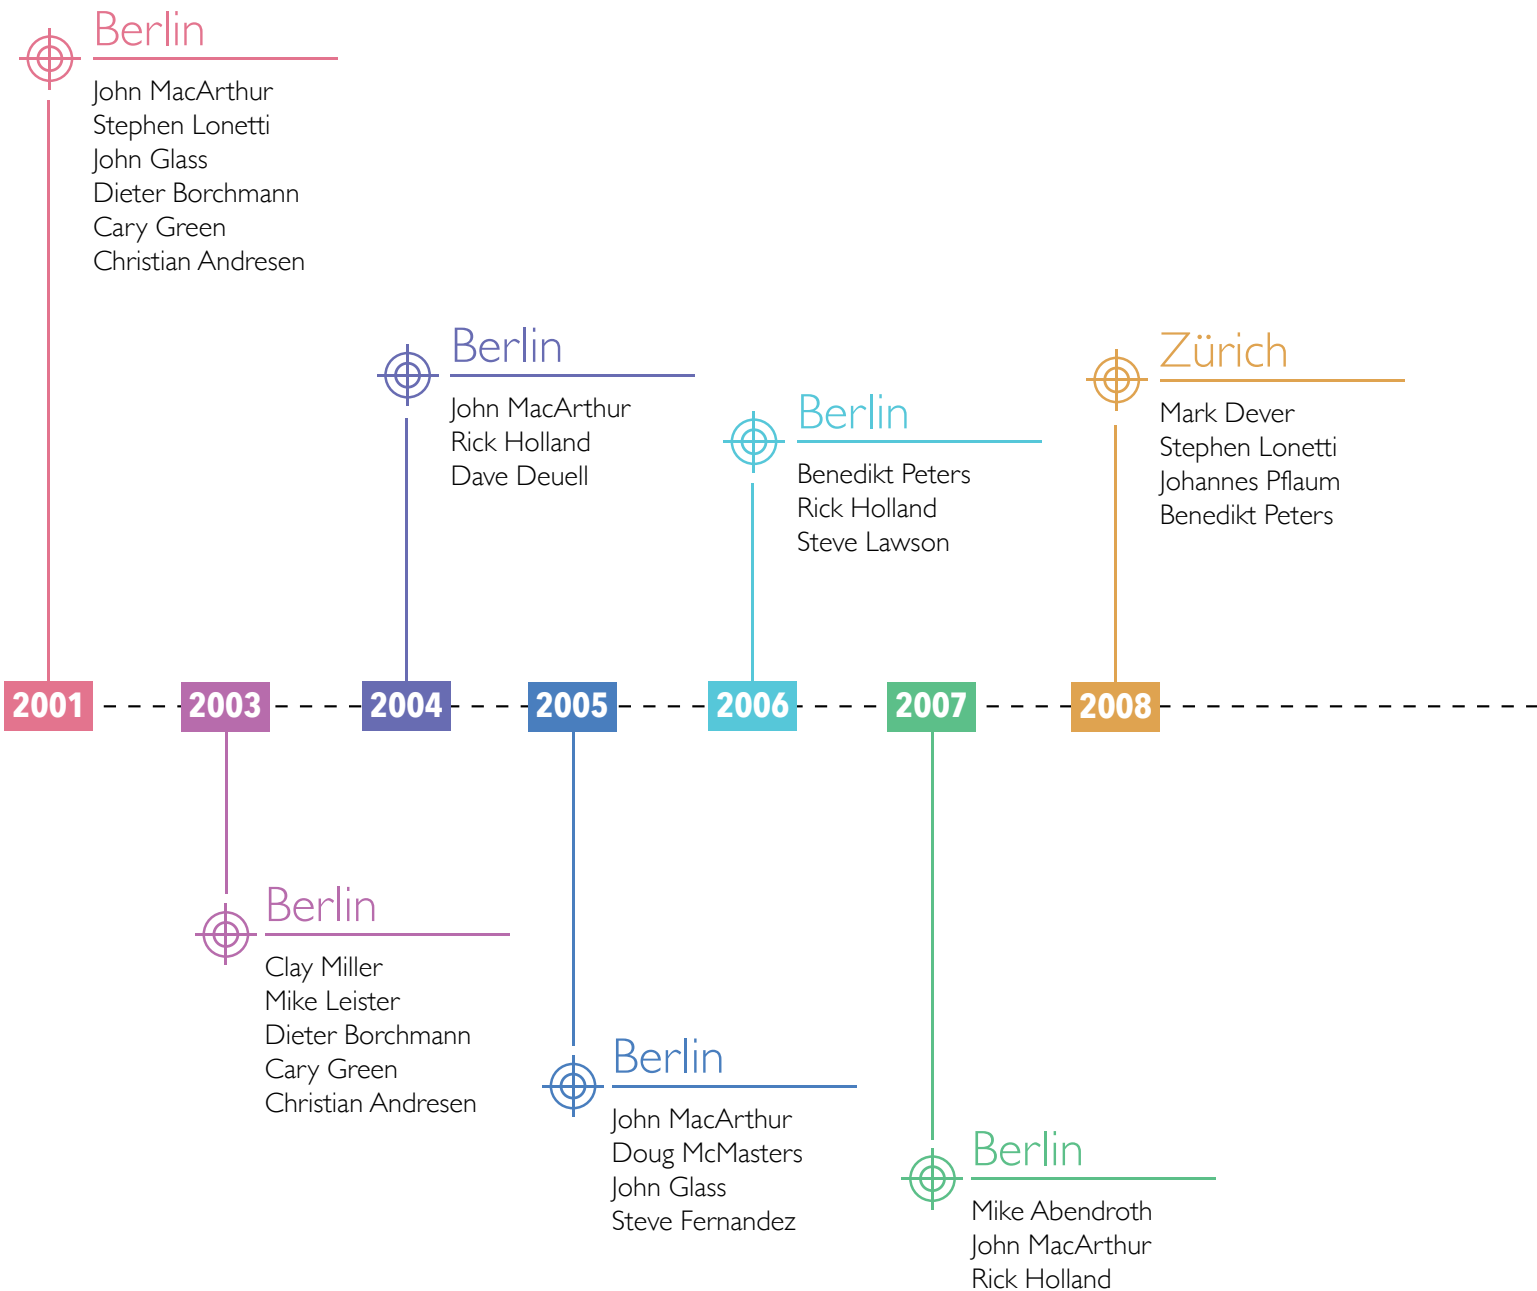 Berlin
John MacArthur
Stephen Lonetti
John Glass
Dieter Borchmann
Cary Green
Christian Andresen
Berlin
John MacArthur
Rick Holland
Dave Deuell
Berlin
Benedikt Peters
Rick Holland
Steve Lawson
Zürich
Mark Dever
Stephen Lonetti
Johannes Pflaum
Benedikt Peters
2001
2003
2004
2005
2006
2007
2008
Berlin
Clay Miller
Mike Leister
Dieter Borchmann
Cary Green
Christian Andresen
Berlin
John MacArthur
Doug McMasters
John Glass
Steve Fernandez
Berlin
Mike Abendroth
John MacArthur
Rick Holland